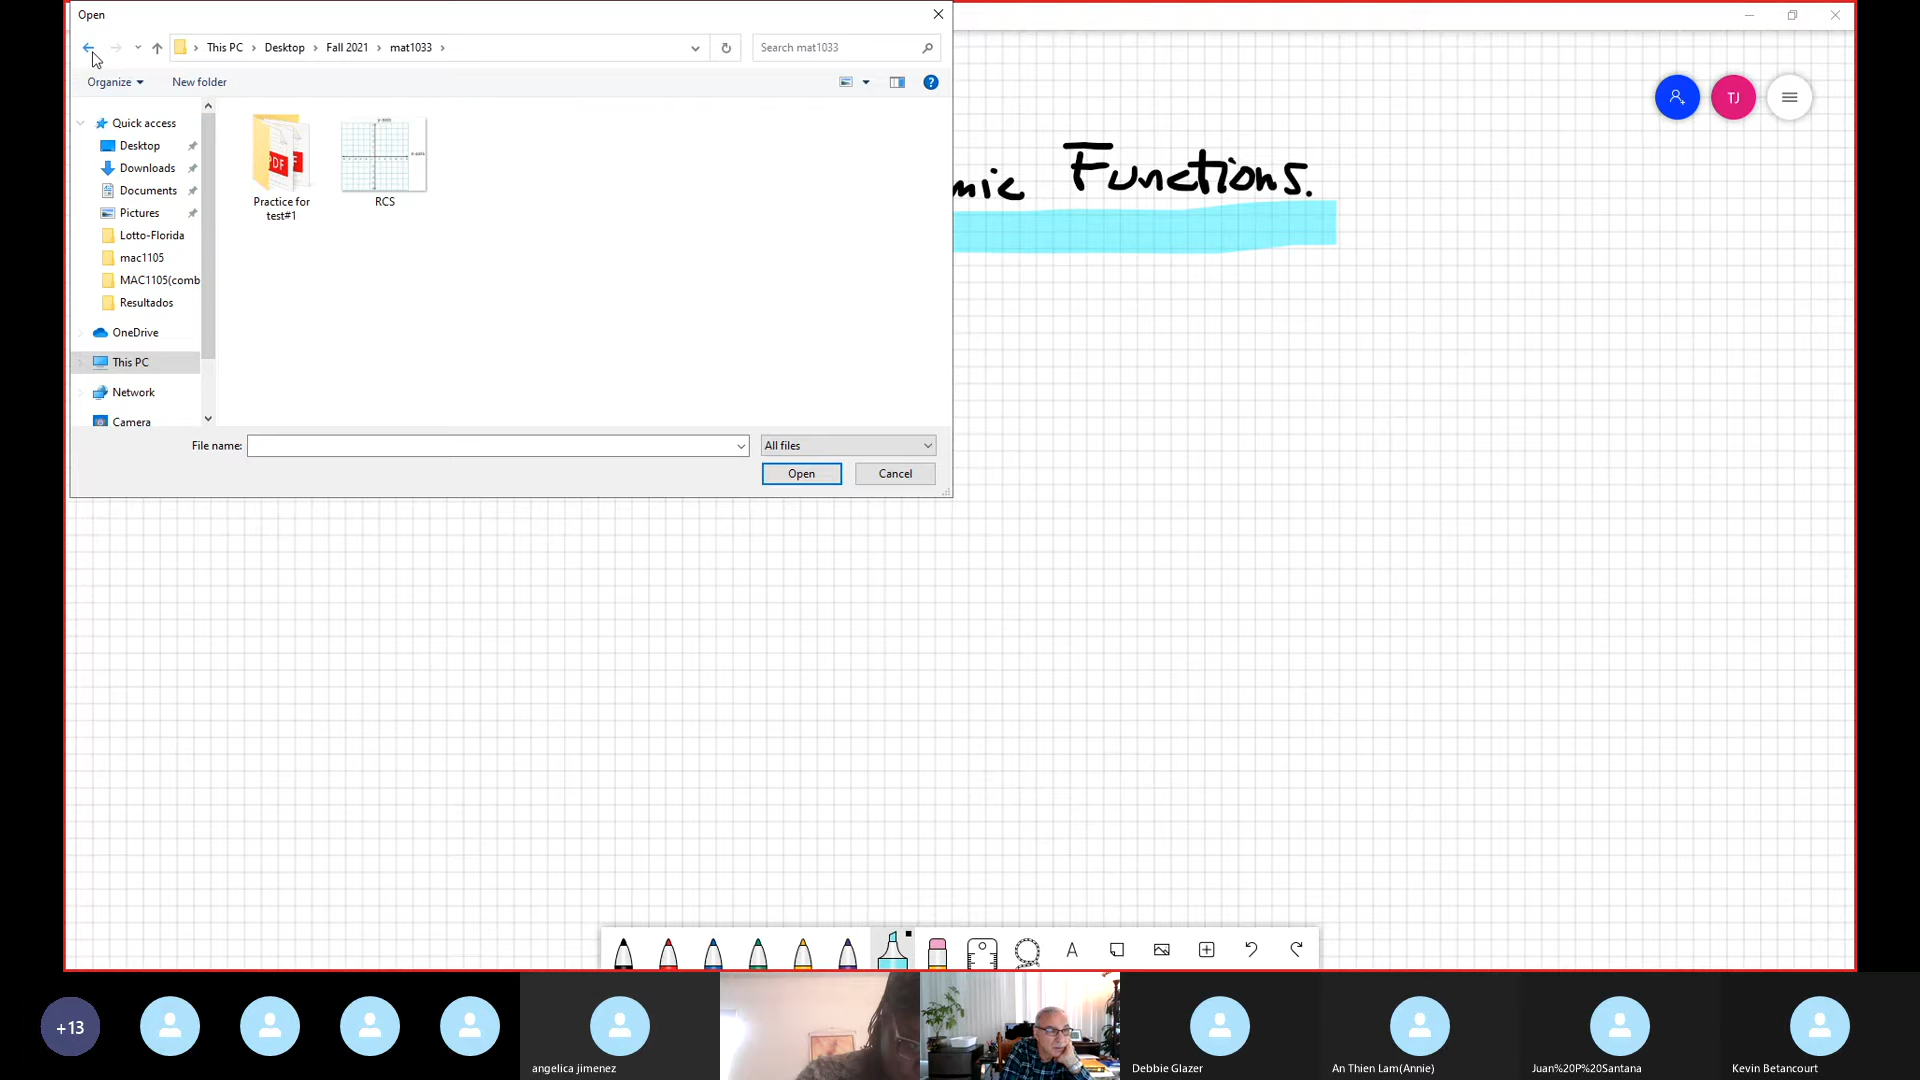 Open
This PC
Desktop
Fall 2021
mat1033
Search mat1033
Organize
New folder
Quick access
Desktop
Downloads
Documents
Pictures
Lotto-Florida
mac1105
MAC1105(comb
Resultados
OneDrive
This PC
Network
Camera
PDF
Practice for
test#1
RCS
File name:
All files
Open
Cancel
TJ
mic Functions.
A
+13
angelica jimenez
Debbie Glazer
An Thien Lam(Annie)
Juan%20P%20Santana
Kevin Betancourt